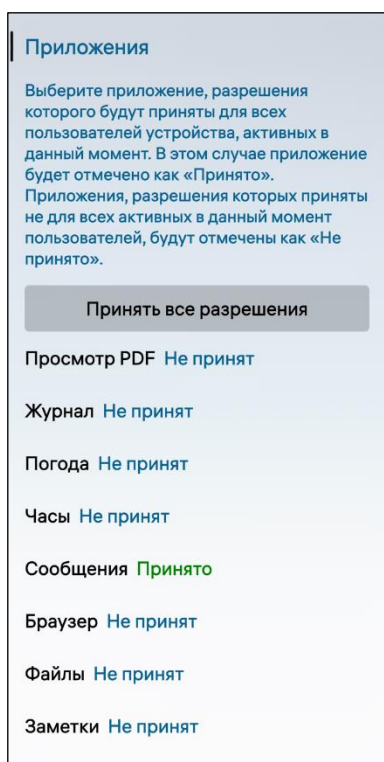 Приложения
Выберите приложение, разрешения
которого будут приняты для всех
пользователей устройства, активных в
данный момент. В этом случае приложение
будет отмечено как «Принято».
Приложения, разрешения которых приняты
не для всех активных в данный момент
пользователей, будут отмечены как «Не
принято».
Принять все разрешения
Просмотр PDF Не принят
Журнал Не принят
Погода Не принят
Часы Не принят
Сообщения Принято
Браузер Не принят
Файлы Не принят
Заметки Не принят